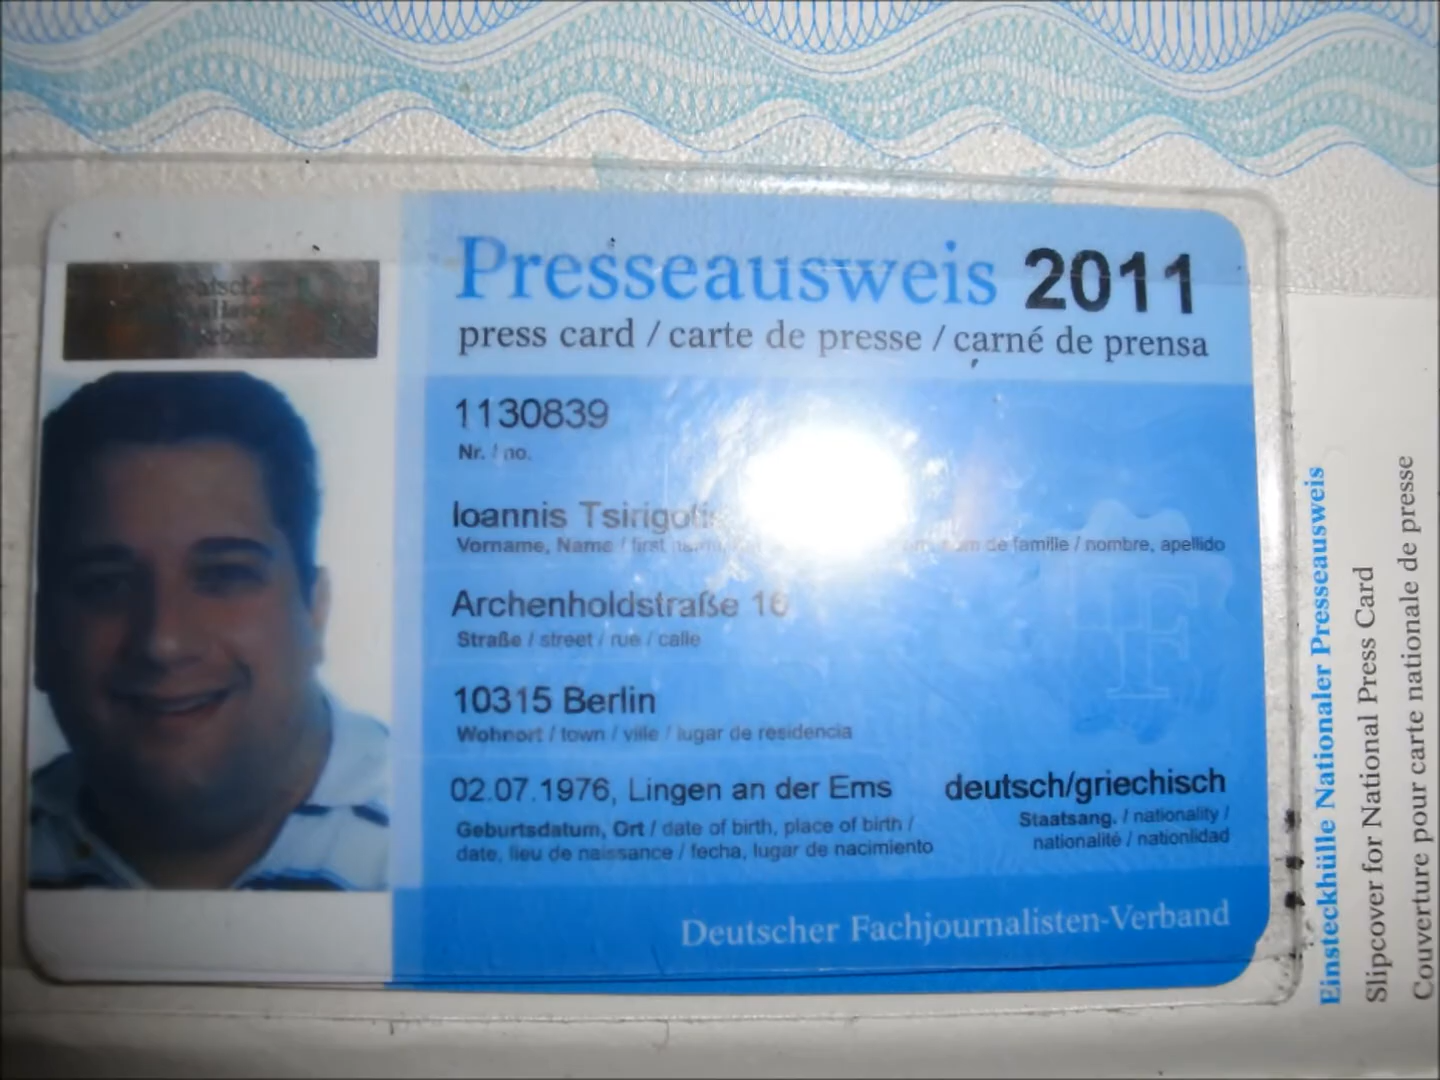 Presseausweis 2011
press card / carte de presse / carné de prensa
1130839
Nr. / no.
Ioannis
Vorname, Name / first de famille / nombre, apellido
Archenholdstraße 16
Straße / street / rue / calle
10315 Berlin
Wohnort / town / ville / lugar de residencia
02.07.1976, Lingen an der Ems
deutsch/griechisch
Geburtsdatum, Ort / date of birth, place of birth /
date, lieu de naissance / fecha, lugar de nacimiento
Staatsang. / nationality /
nationalité / nationlidad
Deutscher Fachjournalisten-Verband
Einsteckhülle Nationaler Presseausweis
Slipcover for National Press Card
Couverture pour carte nationale de presse